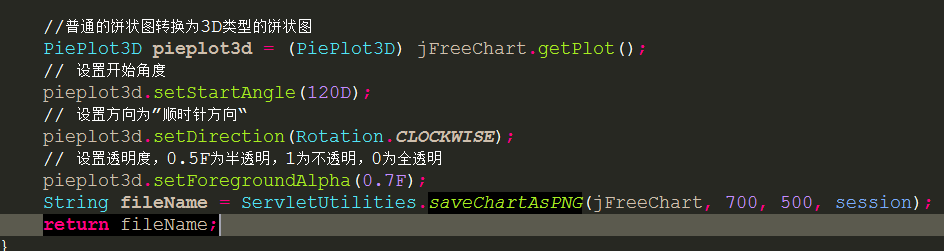 //普通的饼状图转换为3D类型的饼状图
PiePlot3D pieplot3d = (PiePlot3D) jFreeChart.getPlot();
// 设置开始角度
pieplot3d.setStartAngle(120D);
// 设置方向为”顺时针方向“
pieplot3d.setDirection(Rotation.CLOCKWISE);
// 设置透明度，0.5F为半透明，1为不透明，0为全透明
pieplot3d.setForegroundAlpha(0.7F);
String fileName = ServletUtilities.saveChartAsPNG(jFreeChart, 700, 500, session);
return fileName;
}